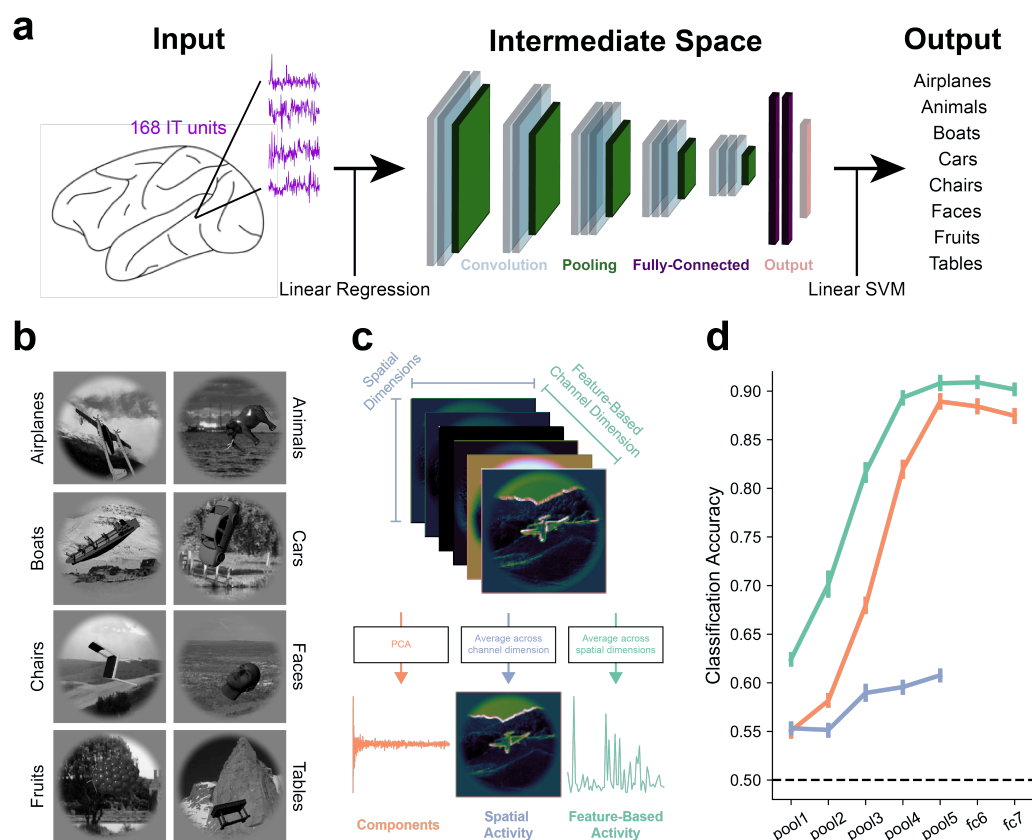 a
Input
Intermediate Space
Output
168 IT units
Airplanes
Animals
Boats
Cars
Chairs
Faces
Fruits
Tables
Convolution
Pooling
Fully-Connected
Output
Linear Regression
Linear SVM
b
Airplanes
Animals
Boats
Cars
Chairs
Faces
Fruits
Tables
c
Spatial
Dimensions
Feature-Based
Channel Dimension
PCA
Average across
channel dimension
Average across
spatial dimensions
Components
Spatial
Activity
Feature-Based
Activity
d
Classification Accuracy
0.90
0.85
0.80
0.75
0.70
0.65
0.60
0.55
0.50
pool1
pool2
pool3
pool4
pool5
fc6
fc7